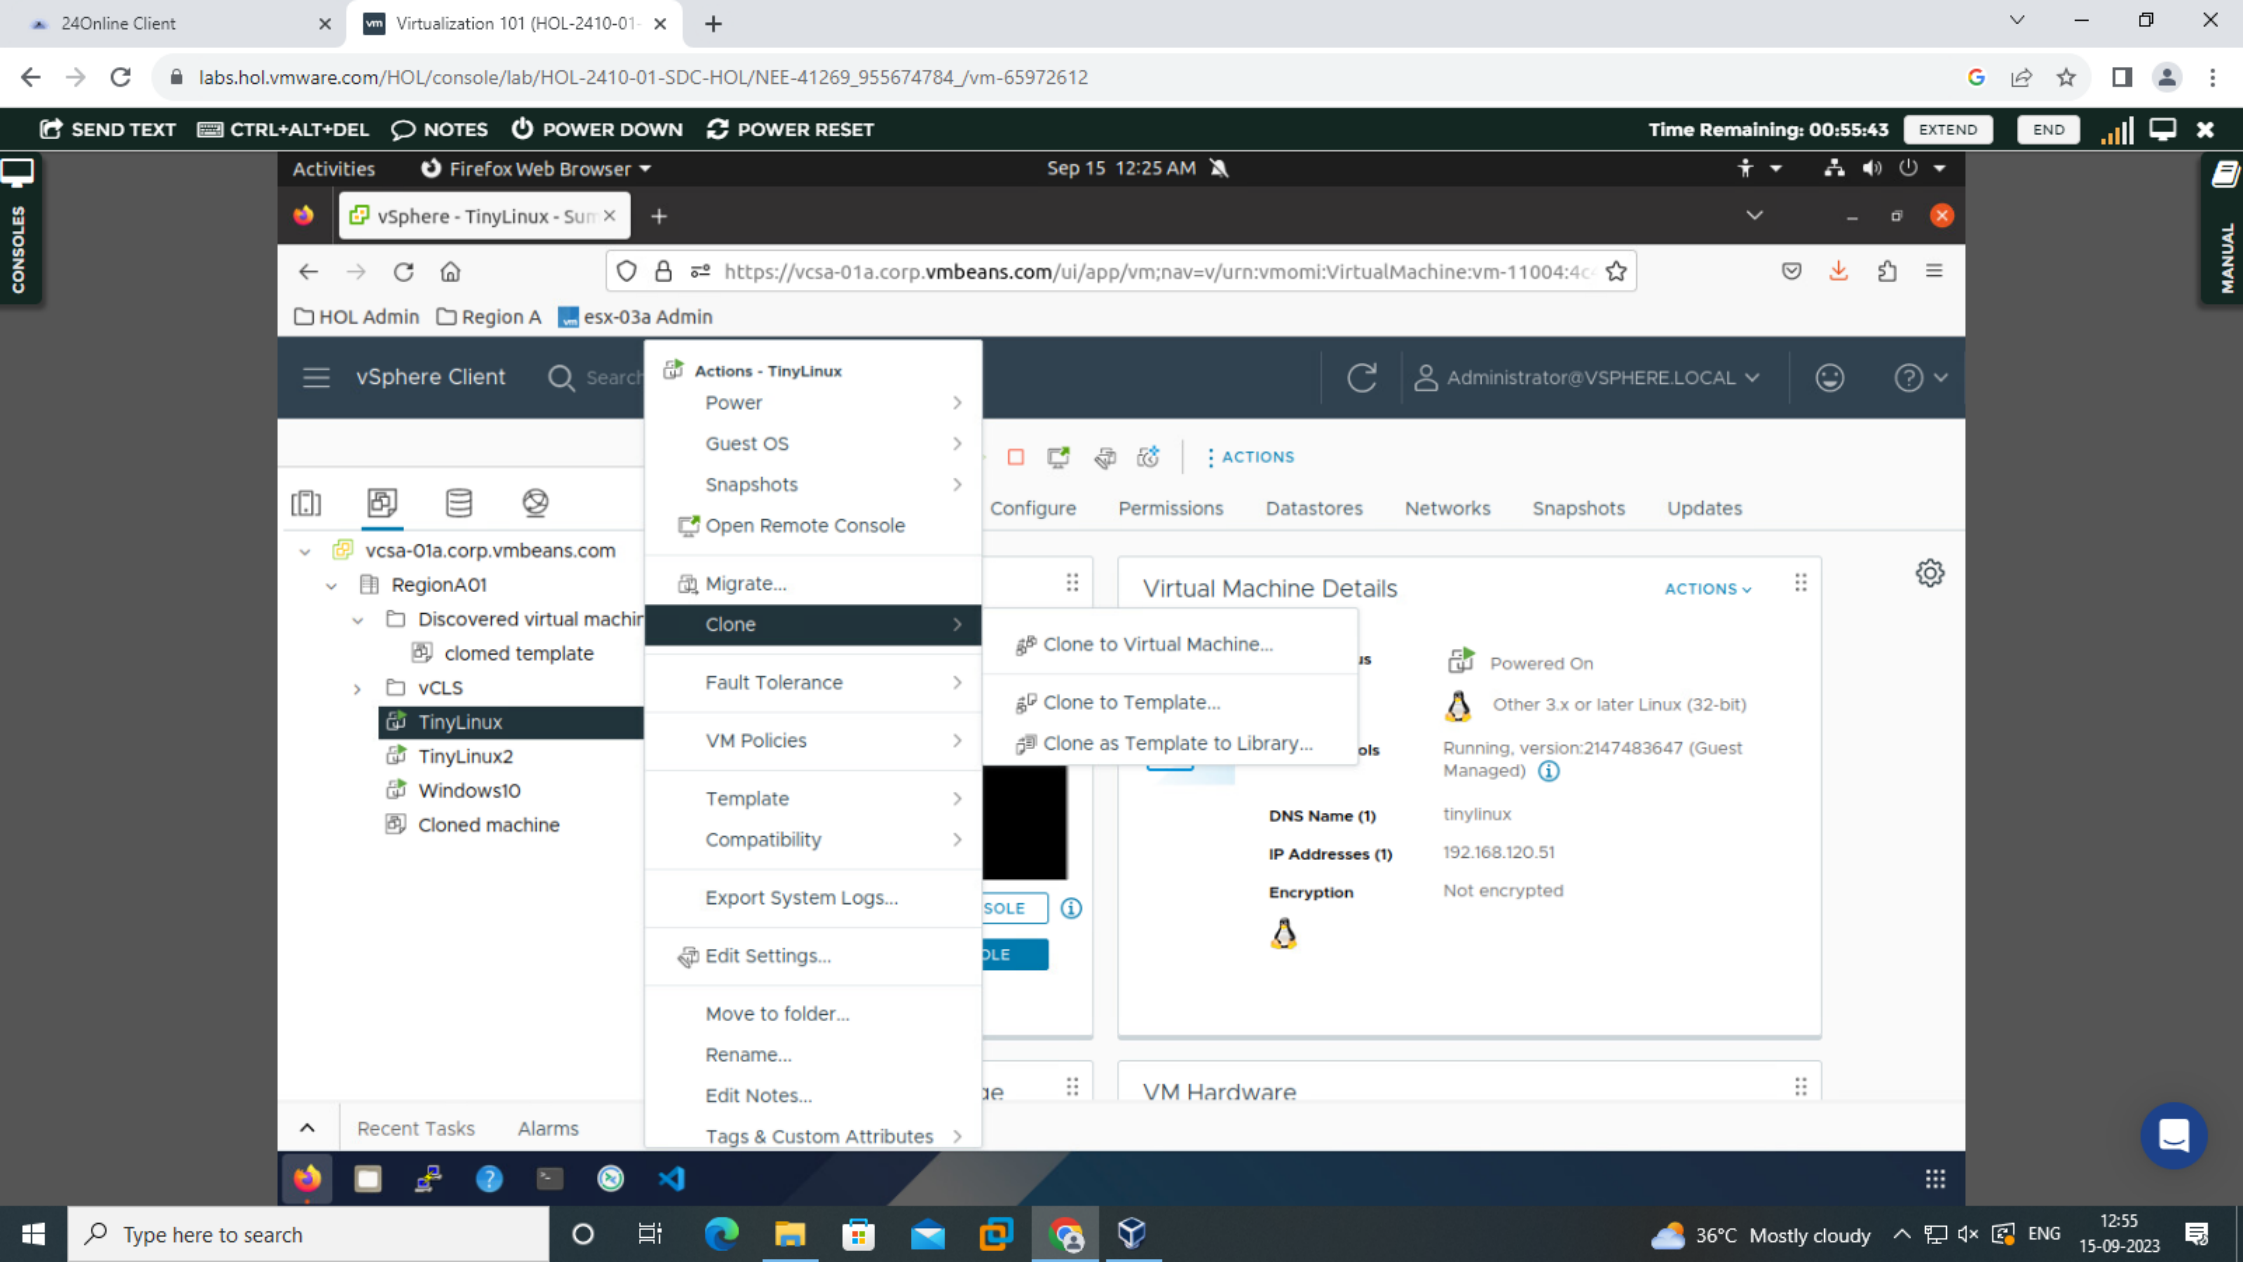 24Online Client
vm Virtualization 101 (HOL-2410-01-
labs.hol.vmware.com/HOL/console/lab/HOL-2410-01-SDC-HOL/NEE-41269_955674784_/vm-65972612
SEND TEXT CTRL+ALT+DEL NOTES POWER DOWN POWER RESET Time Remaining: 00:55:43 EXTEND END
CONSOLES
MANUAL
Activities Firefox Web Browser Sep 15 12:25 AM
vSphere - TinyLinux - Sum
https://vcsa-01a.corp.vmbeans.com/ui/app/vm;nav=v/urn:vmomi:VirtualMachine:vm-11004:4c
HOL Admin Region A vm esx-03a Admin
vSphere Client Search Administrator@VSPHERE.LOCAL
Actions - TinyLinux
Power
Guest OS
Snapshots
Open Remote Console
Migrate...
Clone
Fault Tolerance
VM Policies
Template
Compatibility
Export System Logs...
Edit Settings...
Move to folder...
Rename...
Edit Notes...
Tags & Custom Attributes
Clone to Virtual Machine...
Clone to Template...
Clone as Template to Library...
ACTIONS
Configure Permissions Datastores Networks Snapshots Updates
vcsa-01a.corp.vmbeans.com
RegionA01
Discovered virtual machin
clomed template
vCLS
TinyLinux
TinyLinux2
Windows10
Cloned machine
Virtual Machine Details ACTIONS
us Powered On
Other 3.x or later Linux (32-bit)
ols Running, version:2147483647 (Guest
Managed)
DNS Name (1) tinylinux
IP Addresses (1) 192.168.120.51
Encryption Not encrypted
SOLE
OLE
ge
VM Hardware
Recent Tasks Alarms
Type here to search
36°C Mostly cloudy
ENG
12:55
15-09-2023